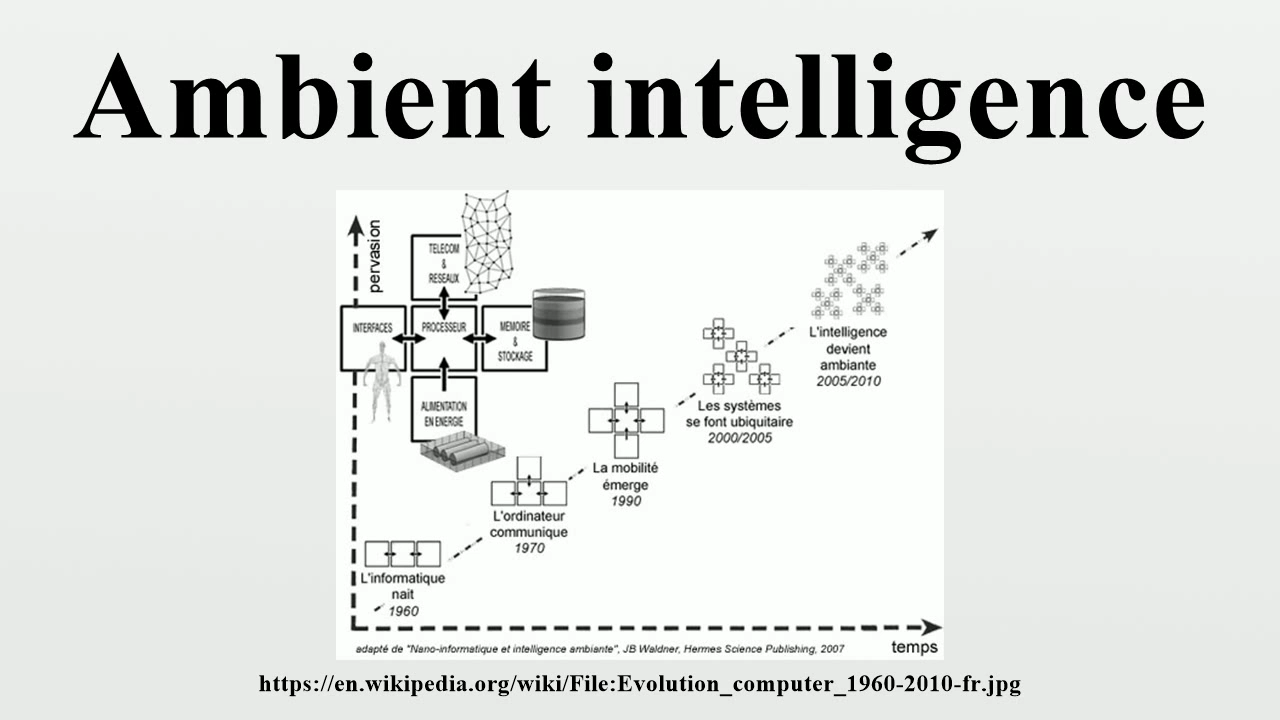 Ambient intelligence
pervasion
TELECOM
&
RESEAUX
INTERFACES
PROCESSEUR
MEMOIRE
&
STOCKAGE
ALIMENTATION
EN ENERGIE
L'intelligence
devient
ambiante
2005/2010
Les systèmes
se font ubiquitaire
2000/2005
La mobilité
émerge
1990
L'ordinateur
communique
1970
L'informatique
nait
1960
temps
adapté de "Nano-informatique et intelligence ambiante", JB Waldner, Hermes Science Publishing, 2007
https://en.wikipedia.org/wiki/File:Evolution_computer_1960-2010-fr.jpg